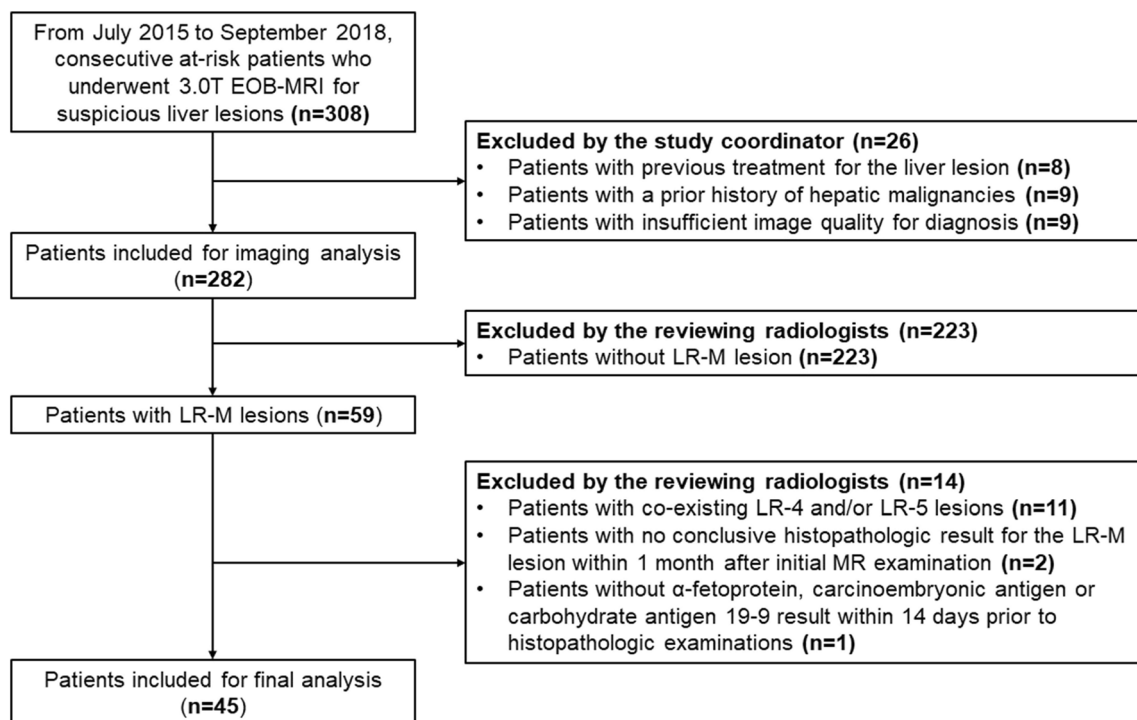 From July 2015 to September 2018,
consecutive at-risk patients who
underwent 3.0T EOB-MRI for
suspicious liver lesions (n=308)
Excluded by the study coordinator (n=26)
• Patients with previous treatment for the liver lesion (n=8)
• Patients with a prior history of hepatic malignancies (n=9)
• Patients with insufficient image quality for diagnosis (n=9)
Patients included for imaging analysis
(n=282)
Excluded by the reviewing radiologists (n=223)
• Patients without LR-M lesion (n=223)
Patients with LR-M lesions (n=59)
Excluded by the reviewing radiologists (n=14)
• Patients with co-existing LR-4 and/or LR-5 lesions (n=11)
• Patients with no conclusive histopathologic result for the LR-M
lesion within 1 month after initial MR examination (n=2)
• Patients without α-fetoprotein, carcinoembryonic antigen or
carbohydrate antigen 19-9 result within 14 days prior to
histopathologic examinations (n=1)
Patients included for final analysis
(n=45)